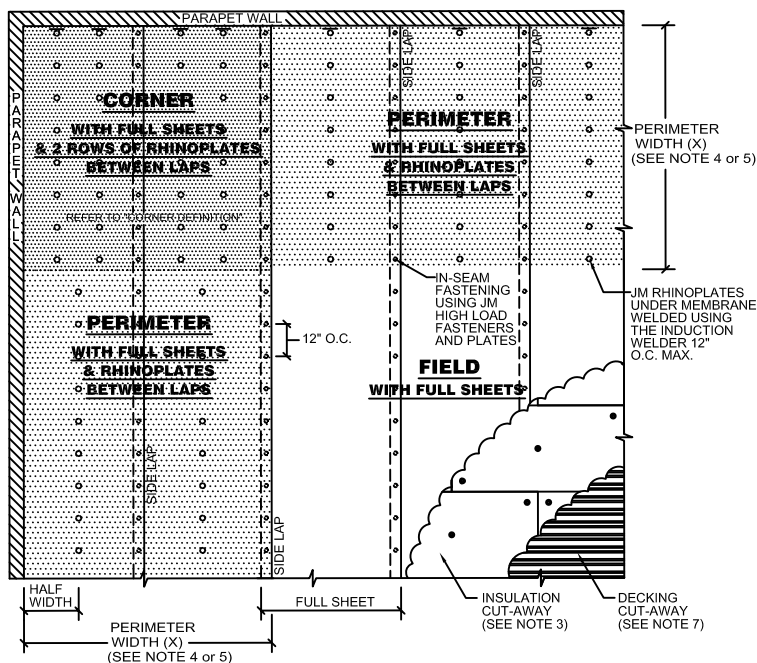 PARAPET WALL
PARAPET WALL
SIDE LAP
SIDE LAP
CORNER
WITH FULL SHEETS
& 2 ROWS OF RHINOPLATES
BETWEEN LAPS
REFER TO "CORNER DEFINITION"
PERIMETER
WITH FULL SHEETS
& RHINOPLATES
BETWEEN LAPS
PERIMETER
WIDTH (X)
(SEE NOTE 4 or 5)
IN-SEAM
FASTENING
USING JM
HIGH LOAD
FASTENERS
AND PLATES
JM RHINOPLATES
UNDER MEMBRANE
WELDED USING
THE INDUCTION
WELDER 12"
O.C. MAX.
PERIMETER
WITH FULL SHEETS
& RHINOPLATES
BETWEEN LAPS
12" O.C.
FIELD
WITH FULL SHEETS
SIDE LAP
SIDE LAP
HALF
WIDTH
FULL SHEET
PERIMETER
WIDTH (X)
(SEE NOTE 4 or 5)
INSULATION
CUT-AWAY
(SEE NOTE 3)
DECKING
CUT-AWAY
(SEE NOTE 7)